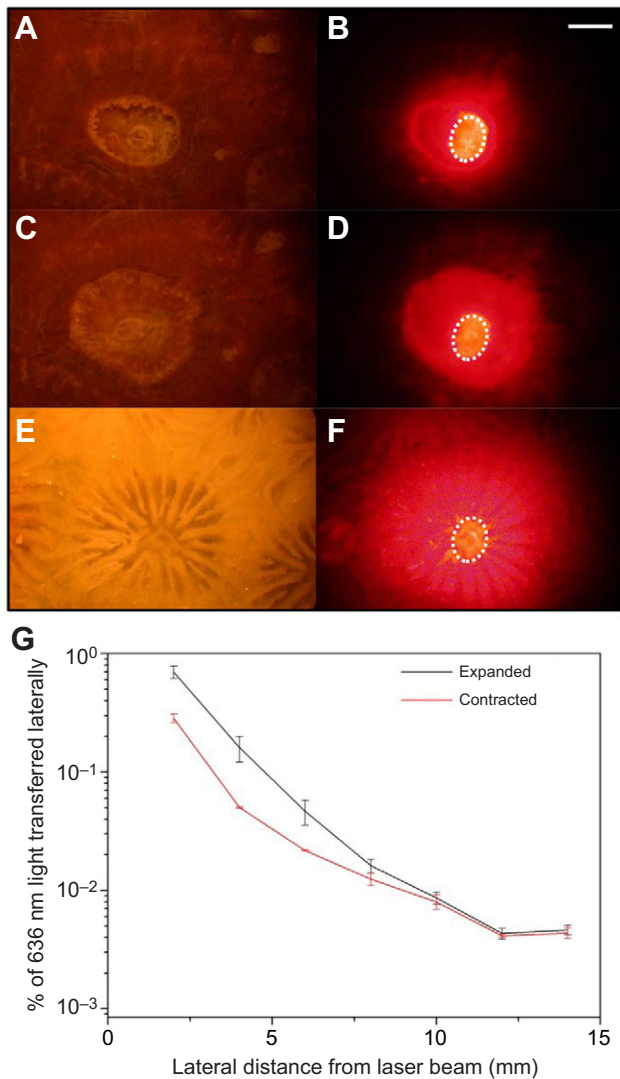 A
B
C
D
E
F
G
10⁰
10⁻¹
10⁻²
10⁻³
% of 636 nm light transferred laterally
Expanded
Contracted
0
5
10
15
Lateral distance from laser beam (mm)